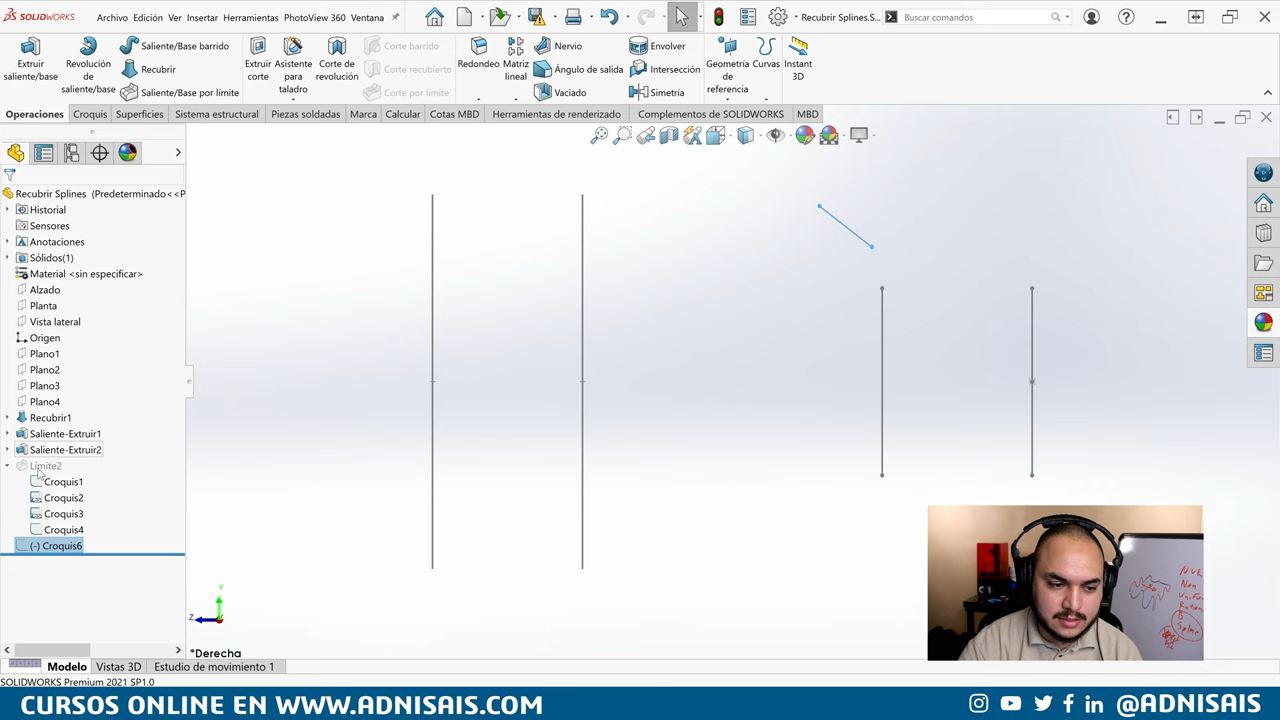 SOLIDWORKS
Archivo Edición Ver Insertar Herramientas PhotoView 360 Ventana
Recubrir Splines.S...
Buscar comandos
Extruir saliente/base
Revolución de saliente/base
Saliente/Base barrido
Recubrir
Saliente/Base por límite
Extruir corte
Asistente para taladro
Corte de revolución
Corte barrido
Corte recubierto
Corte por límite
Redondeo
Matriz lineal
Nervio
Ángulo de salida
Vaciado
Envolver
Intersección
Simetría
Geometría de referencia
Curvas
Instant 3D
Operaciones Croquis Superficies Sistema estructural Piezas soldadas Marca Calcular Cotas MBD Herramientas de renderizado Complementos de SOLIDWORKS MBD
Recubrir Splines (Predeterminado<<P
Historial
Sensores
Anotaciones
Sólidos(1)
Material <sin especificar>
Alzado
Planta
Vista lateral
Origen
Plano1
Plano2
Plano3
Plano4
Recubrir1
Saliente-Extruir1
Saliente-Extruir2
Límite2
Croquis1
Croquis2
Croquis3
Croquis4
(-) Croquis6
Y
Z
*Derecha
Modelo Vistas 3D Estudio de movimiento 1
SOLIDWORKS Premium 2021 SP1.0
CURSOS ONLINE EN WWW.ADNISAIS.COM
@ADNISAIS